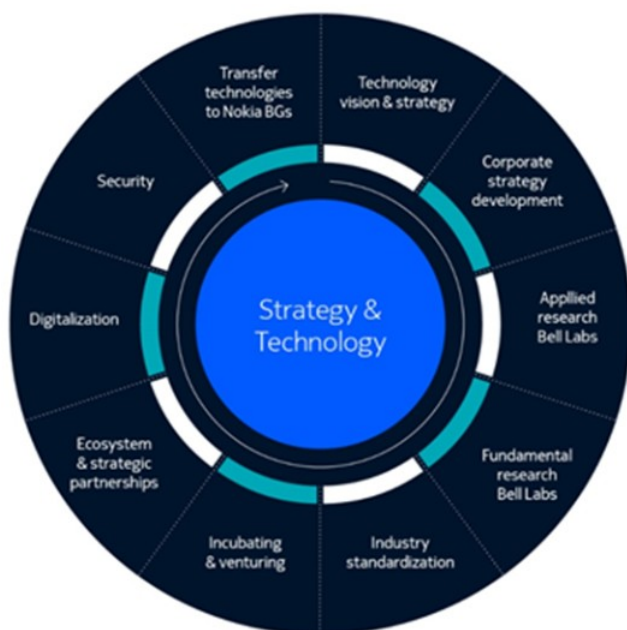 Strategy &
Technology
Technology
vision & strategy
Corporate
strategy
development
Appllied
research
Bell Labs
Fundamental
research
Bell Labs
Industry
standardization
Incubating
& venturing
Ecosystem
& strategic
partnerships
Digitalization
Security
Transfer
technologies
to Nokia BGs